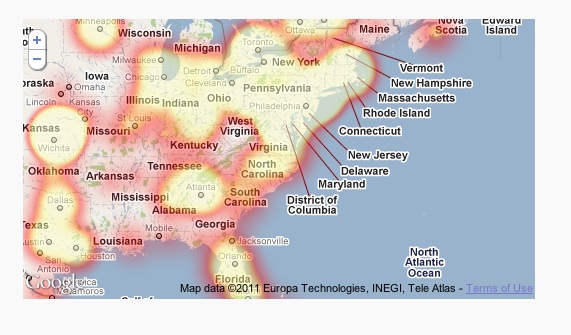 Minneapolis
Ottawa
Maine
Nova
Scotia
Edward
Island
Wisconsin
Toronto
Michigan
Milwaukee
Vermont
New York
Detroit
Buffalo
Chicago
Cleveland
New Hampshire
Iowa
Omaha
Pennsylvania
Massachusetts
Illinois
Indiana
Ohio
Lincoln
Kansas
City
Philadelphia
Rhode Island
Kansas
St Louis
West
Virginia
Connecticut
Missouri
Wichita
Kentucky
Virginia
New Jersey
Tennessee
North
Carolina
Delaware
Oklahoma
Arkansas
Maryland
Atlanta
Mississippi
South
Carolina
Dallas
Alabama
District of
Columbia
Georgia
Mobile
Louisiana
Jacksonville
Houston
San
Antonio
Orlando
North
Atlantic
Ocean
Florida
Google
Map data ©2011 Europa Technologies, INEGI, Tele Atlas - Terms of Use